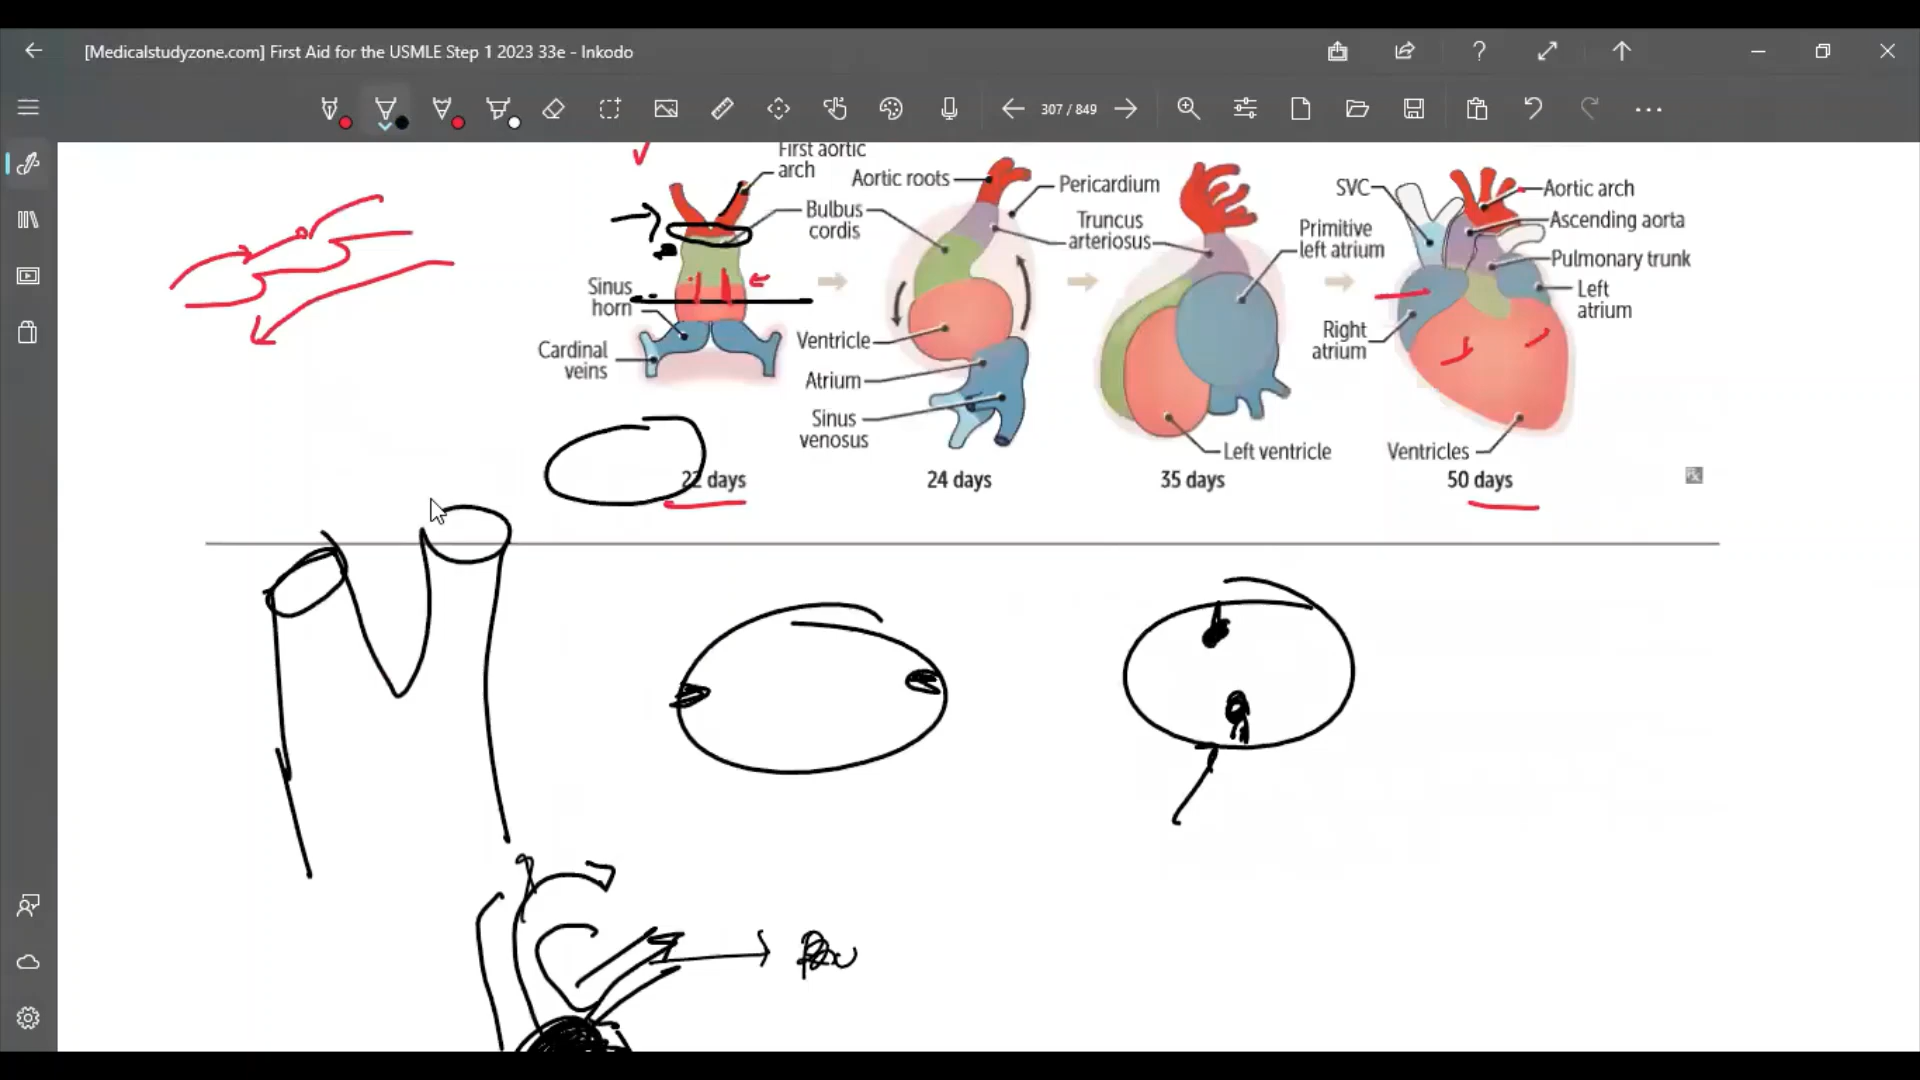 [Medicalstudyzone.com] First Aid for the USMLE Step 1 2023 33e - Inkodo
307 / 849
First aortic
arch
Bulbus
cordis
Sinus
horn
Cardinal
veins
22 days
Aortic roots
Pericardium
Truncus
arteriosus
Ventricle
Atrium
Sinus
venosus
24 days
Primitive
left atrium
Left ventricle
35 days
SVC
Aortic arch
Ascending aorta
Pulmonary trunk
Left
atrium
Right
atrium
Ventricles
50 days